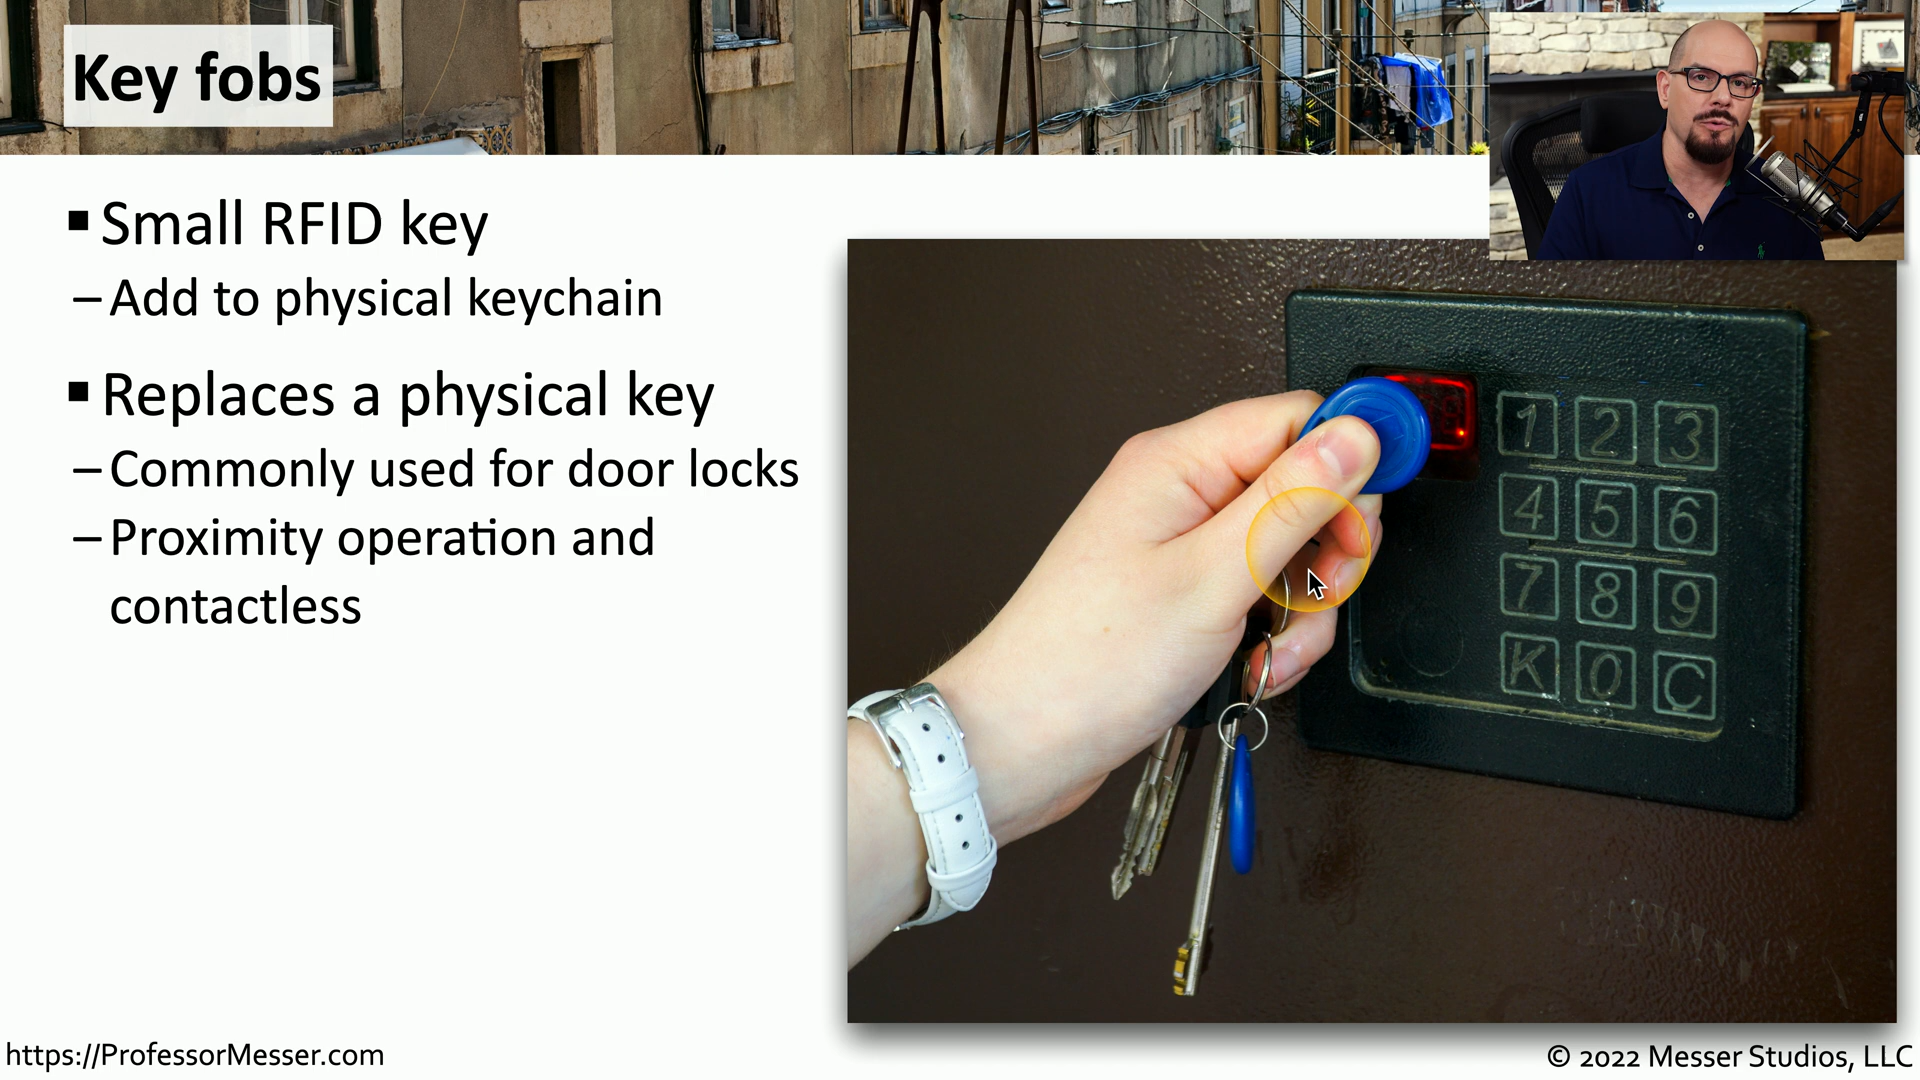 Key fobs
▪ Small RFID key
– Add to physical keychain
▪ Replaces a physical key
– Commonly used for door locks
– Proximity operation and
contactless
1 2 3
4 5 6
7 8 9
K 0 C
https://ProfessorMesser.com
© 2022 Messer Studios, LLC